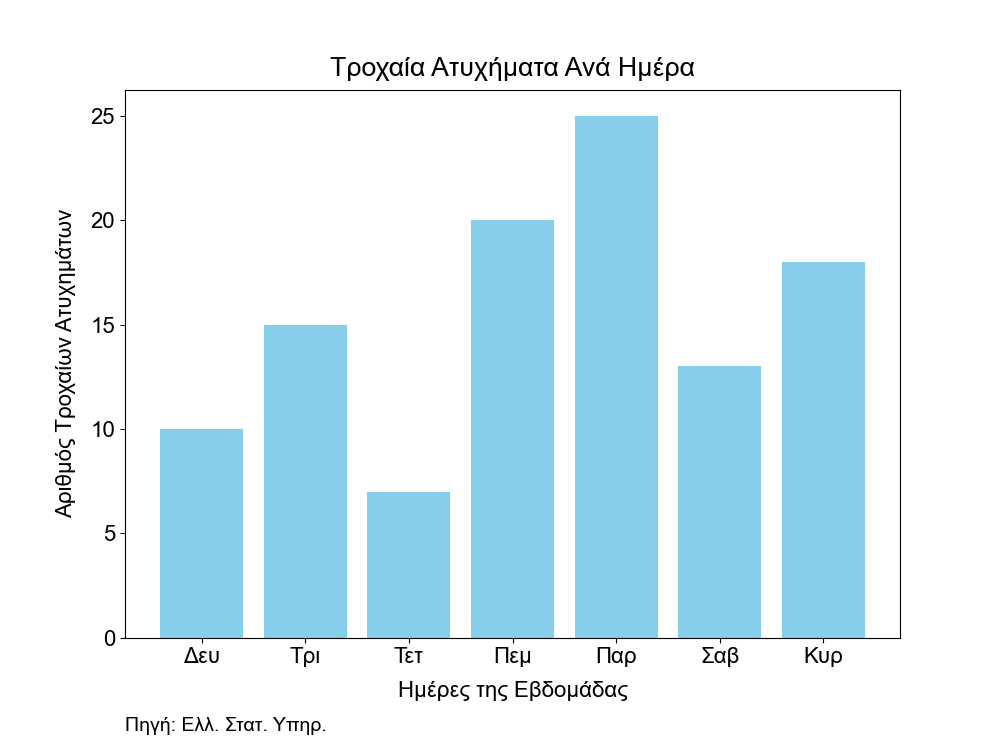 Τροχαία Ατυχήματα Ανά Ημέρα
Αριθμός Τροχαίων Ατυχημάτων
25
20
15
10
5
0
Δευ Τρι Τετ Πεμ Παρ Σαβ Κυρ
Ημέρες της Εβδομάδας
Πηγή: Ελλ. Στατ. Υπηρ.